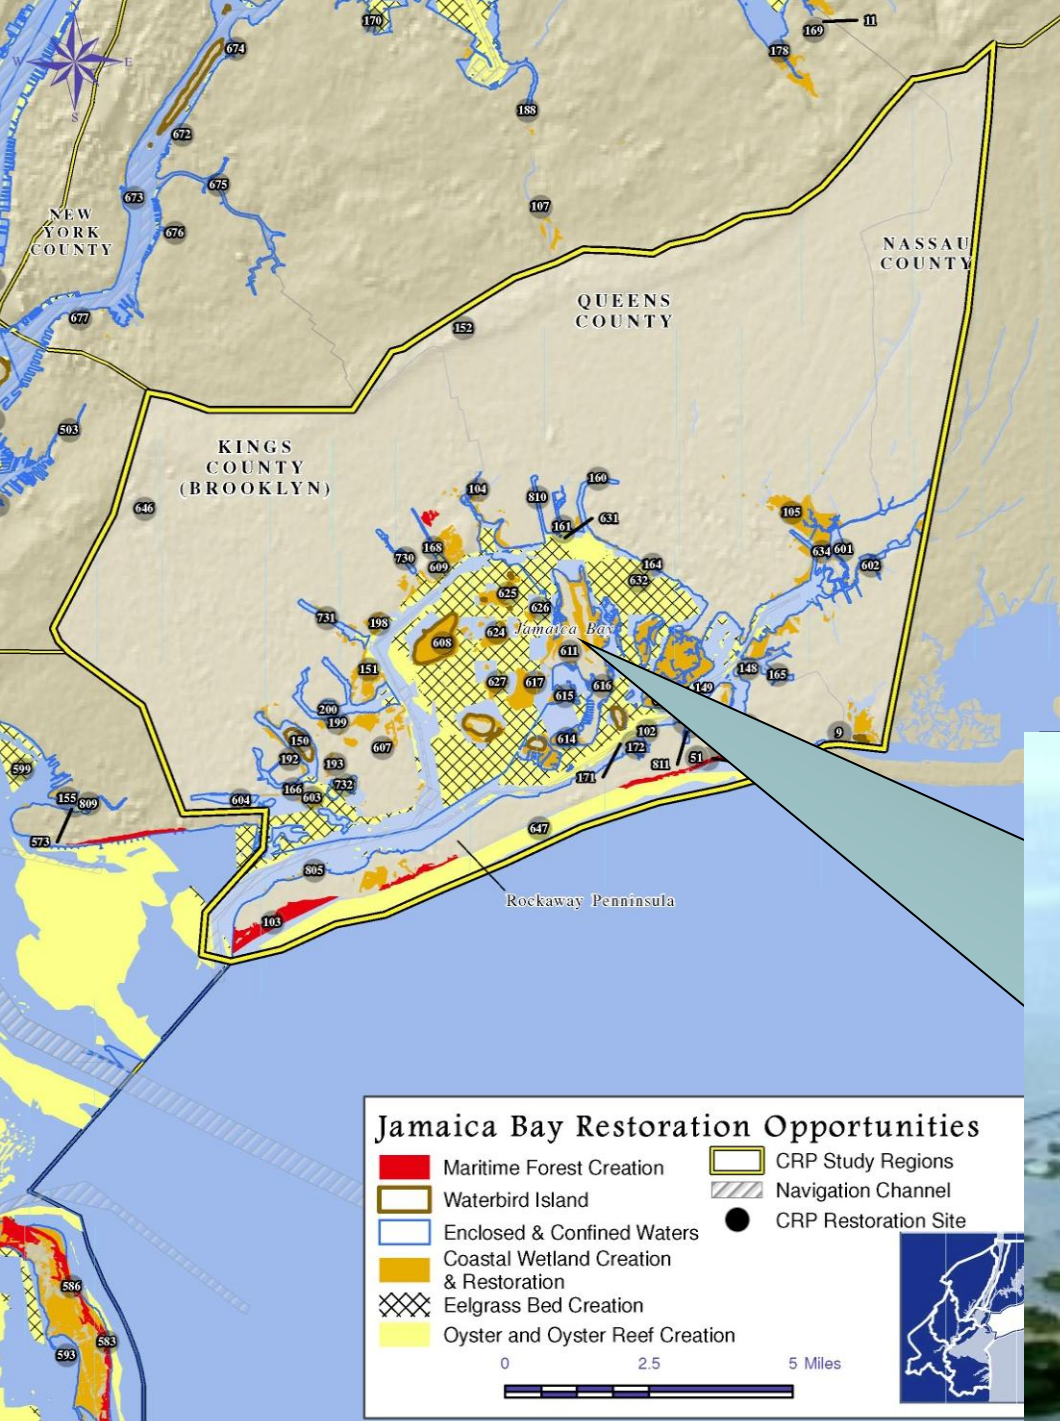 170
11
169
178
674
W
E
S
188
672
675
673
107
676
NEW
YORK
COUNTY
NASSAU
COUNTY
QUEENS
COUNTY
677
152
503
KINGS
COUNTY
(BROOKLYN)
646
104
160
810
105
161
631
168
730
609
634
601
602
164
632
625
626
731
198
624
Jamaica Bay
608
611
151
148
165
627
617
616
149
615
200
199
102
9
150
607
614
172
192
193
811
51
599
171
166
732
603
604
155
809
647
573
805
Rockaway Penninsula
103
Jamaica Bay Restoration Opportunities
Maritime Forest Creation
CRP Study Regions
Waterbird Island
Navigation Channel
Enclosed & Confined Waters
CRP Restoration Site
Coastal Wetland Creation
& Restoration
Eelgrass Bed Creation
Oyster and Oyster Reef Creation
0
2.5
5 Miles
586
583
593